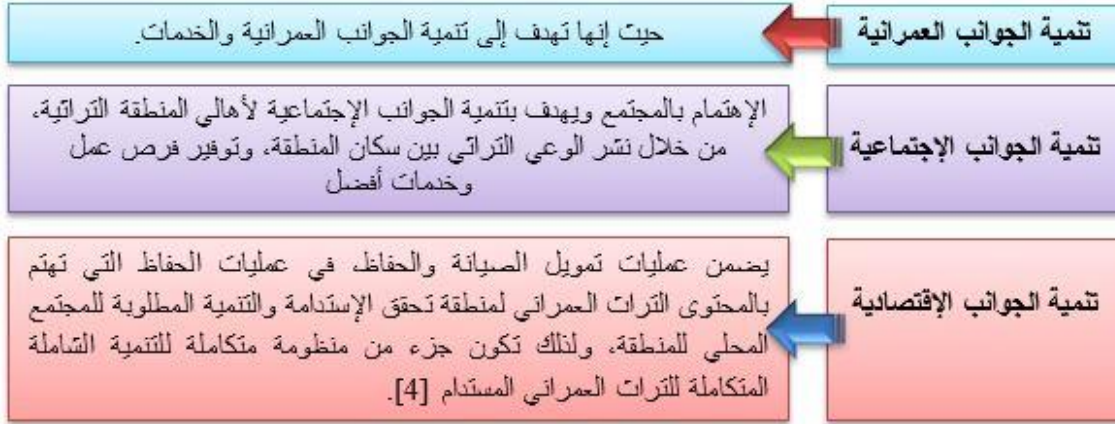 تنمية الجوانب العمرانية
حيث إنها تهدف إلى تنمية الجوانب العمرانية والخدمات.
تنمية الجوانب الإجتماعية
الإهتمام بالمجتمع ويهدف بتنمية الجوانب الإجتماعية لأهالي المنطقة التراثية،
من خلال نشر الوعي التراثي بين سكان المنطقة، وتوفير فرص عمل
وخدمات أفضل
تنمية الجوانب الإقتصادية
يضمن عمليات تمويل الصيانة والحفاظ، في عمليات الحفاظ التي تهتم
بالمحتوى التراث العمراني لمنطقة تحقق الإستدامة والتنمية المطلوبة للمجتمع
المحلي للمنطقة، ولذلك تكون جزء من منظومة متكاملة للتنمية الشاملة
المتكاملة للتراث العمراني المستدام [4].